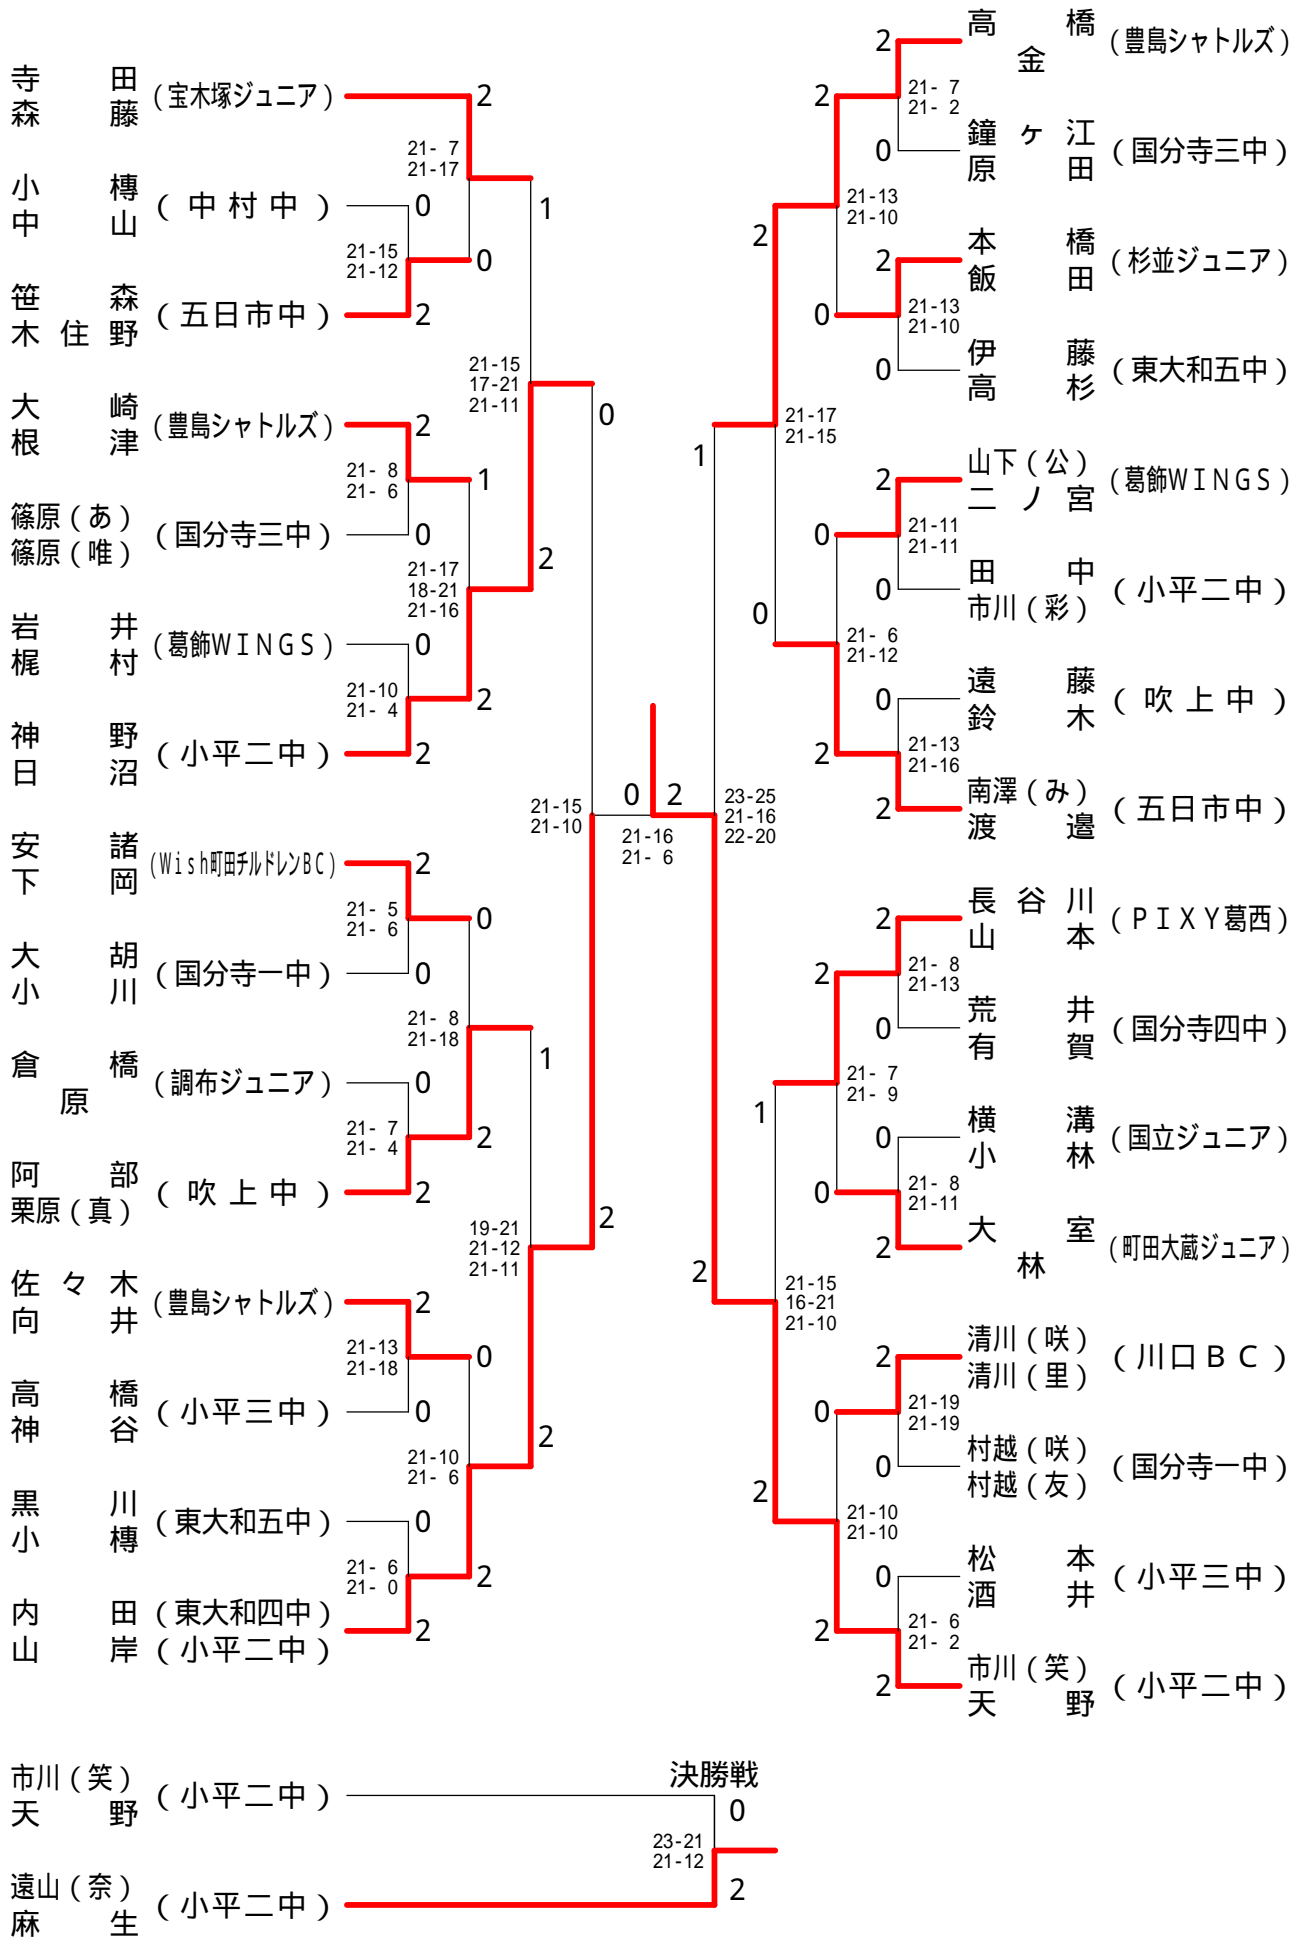 寺田
森藤
(宝木塚ジュニア)
2
21- 7
21-17
小樽
中山
(中村中)
0
1
21-15
21-12
0
笹森
木住野
(五日市中)
2
21-15
17-21
21-11
0
大崎
根津
(豊島シャトルズ)
2
21- 8
21- 6
1
篠原(あ)
篠原(唯)
(国分寺三中)
0
21-17
18-21
21-16
2
岩井
梶村
(葛飾WINGS)
0
21-10
21- 4
2
神野
日沼
(小平二中)
2
21-15
21-10
安諸
下岡
(Wish町田チルドレンBC)
2
21- 5
21- 6
0
大胡
小川
(国分寺一中)
0
21- 8
21-18
1
倉橋
原
(調布ジュニア)
0
21- 7
21- 4
2
阿部
栗原(真)
(吹上中)
2
19-21
21-12
21-11
2
佐々木
向井
(豊島シャトルズ)
2
21-13
21-18
0
高橋
神谷
(小平三中)
0
21-10
21- 6
2
黒川
小樽
(東大和五中)
0
21- 6
21- 0
2
内田
山岸
(東大和四中)
(小平二中)
2
0
2
21-16
21- 6
高橋
金
(豊島シャトルズ)
2
21- 7
21- 2
2
鐘ヶ江
原田
(国分寺三中)
0
21-13
21-10
2
本橋
飯田
(杉並ジュニア)
2
21-13
21-10
0
伊藤
高杉
(東大和五中)
0
21-17
21-15
1
山下(公)
二ノ宮
(葛飾WINGS)
2
21-11
21-11
0
田中
市川(彩)
(小平二中)
0
21- 6
21-12
0
遠藤
鈴木
(吹上中)
0
21-13
21-16
2
南澤(み)
渡邉
(五日市中)
2
23-25
21-16
22-20
長谷川
山本
(PIXY葛西)
2
21- 8
21-13
2
荒井
有賀
(国分寺四中)
0
21- 7
21- 9
1
横溝
小林
(国立ジュニア)
0
21- 8
21-11
0
大室
林
(町田大蔵ジュニア)
2
21-15
16-21
21-10
2
清川(咲)
清川(里)
(川口BC)
2
21-19
21-19
0
村越(咲)
村越(友)
(国分寺一中)
0
21-10
21-10
2
松本
酒井
(小平三中)
0
21- 6
21- 2
2
市川(笑)
天野
(小平二中)
2
決勝戦
市川(笑)
天野
(小平二中)
0
23-21
21-12
遠山(奈)
麻生
(小平二中)
2